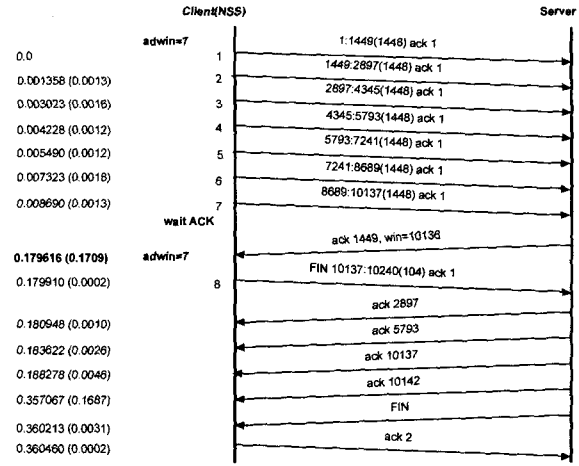 Client(NSS) Server
adwin=7 1:1449(1448) ack 1
0.0 1
1449:2897(1448) ack 1
0.001358 (0.0013) 2
2897:4345(1448) ack 1
0.003023 (0.0016) 3
4345:5793(1448) ack 1
0.004228 (0.0012) 4
5793:7241(1448) ack 1
0.005490 (0.0012) 5
7241:8689(1448) ack 1
0.007323 (0.0018) 6
8689:10137(1448) ack 1
0.008690 (0.0013) 7
wait ACK
ack 1449, win=10136
0.179616 (0.1709) adwin=7
FIN 10137:10240(104) ack 1
0.179910 (0.0002) 8
ack 2897
0.180948 (0.0010)
ack 5793
0.183622 (0.0026)
ack 10137
0.188278 (0.0046)
ack 10142
0.357067 (0.1687)
FIN
0.360213 (0.0031)
ack 2
0.360460 (0.0002)